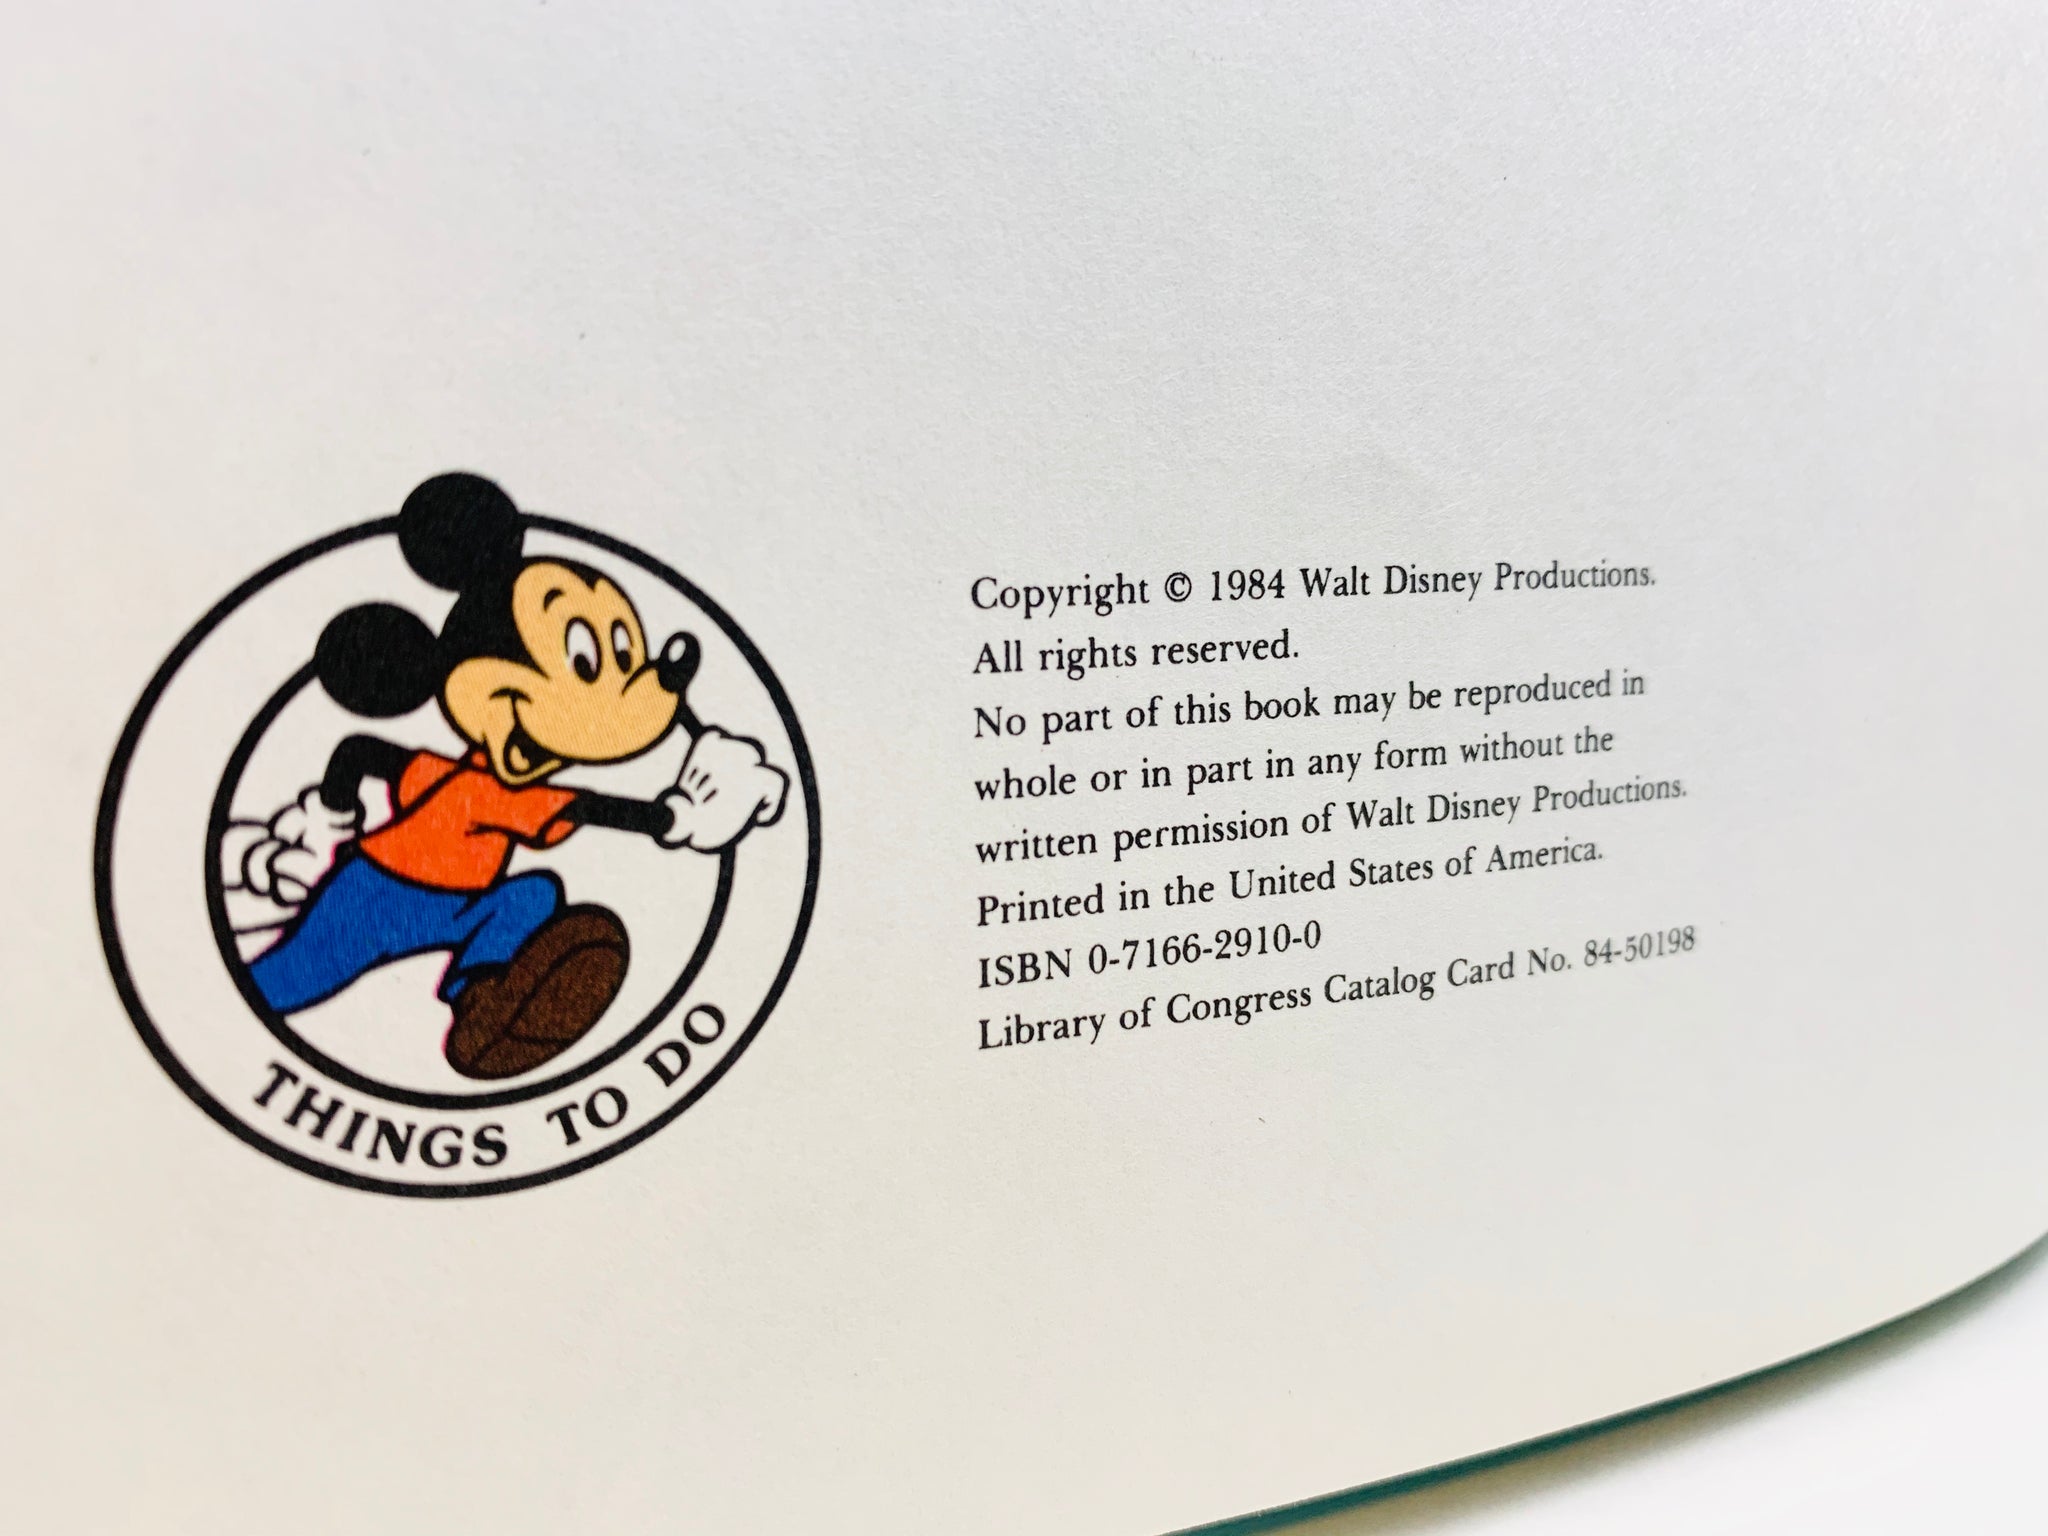 THINGS TO DO
Copyright © 1984 Walt Disney Productions.
All rights reserved.
No part of this book may be reproduced in
whole or in part in any form without the
written permission of Walt Disney Productions.
Printed in the United States of America.
ISBN 0-7166-2910-0
Library of Congress Catalog Card No. 84-50198